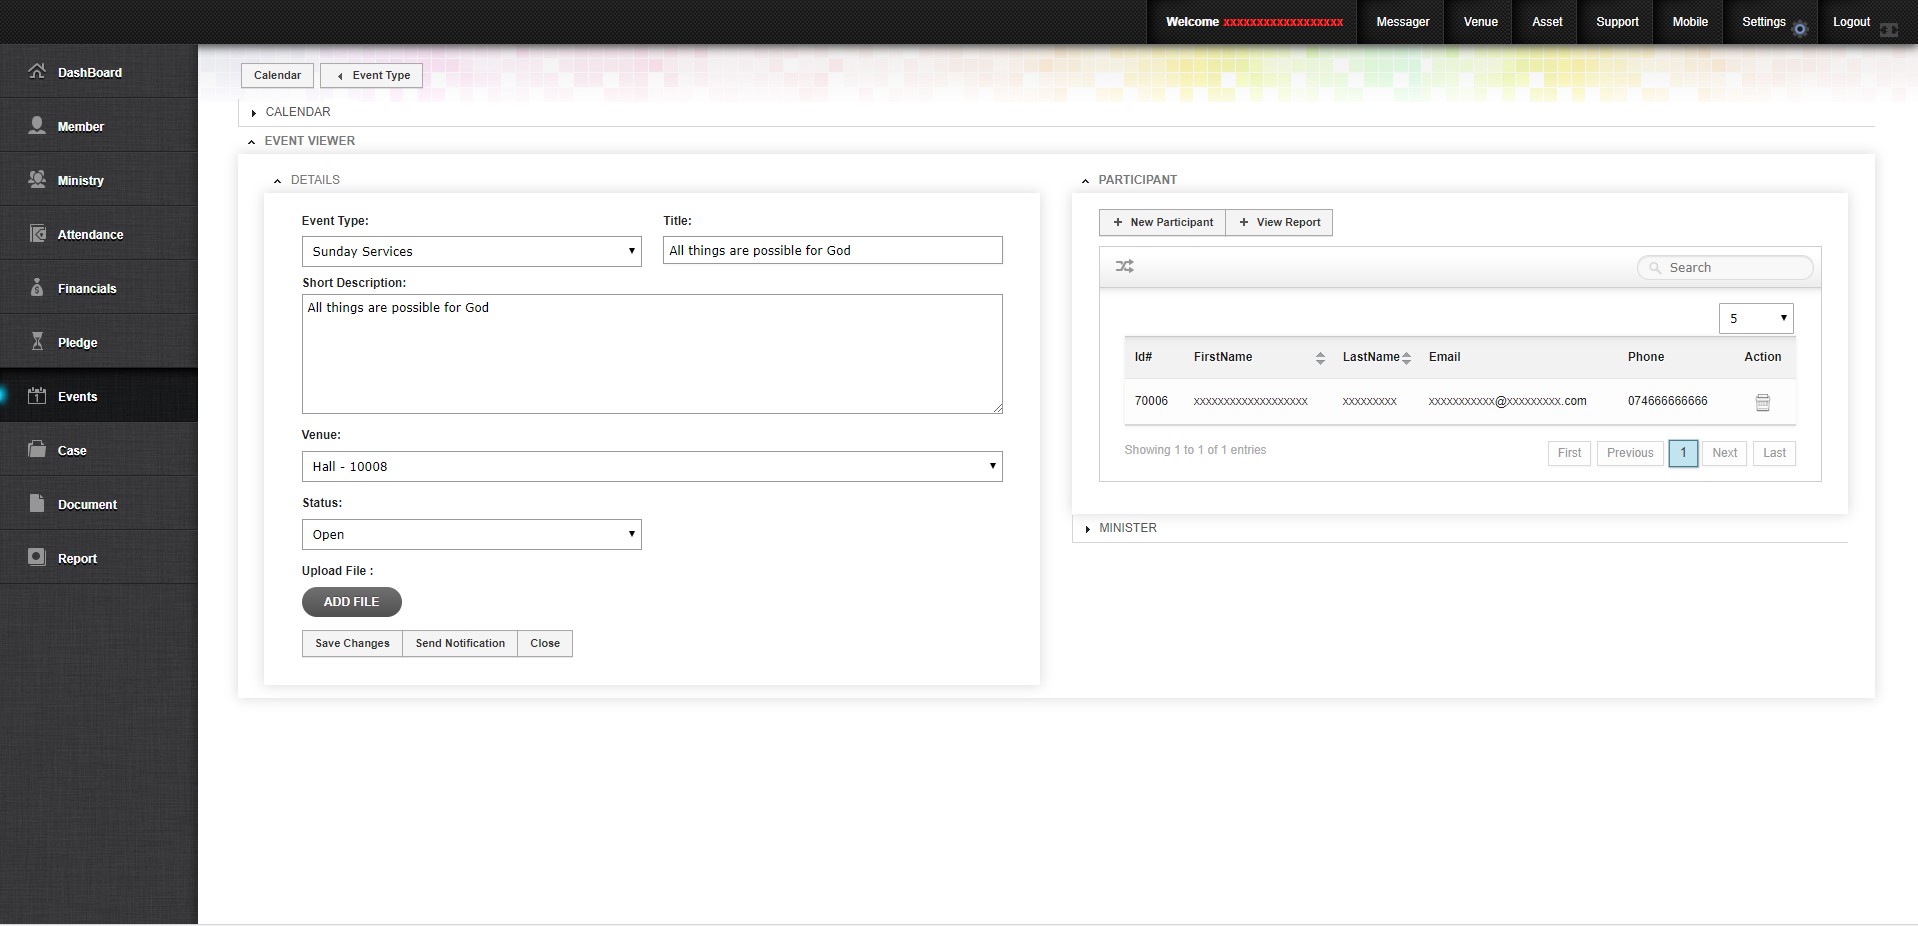 Welcome xxxxxxxxxxxxxxxxxx Messager Venue Asset Support Mobile Settings Logout
DashBoard
Member
Ministry
Attendance
Financials
Pledge
Events
Case
Document
Report
Calendar Event Type
CALENDAR
EVENT VIEWER
DETAILS
Event Type: Title:
Sunday Services All things are possible for God
Short Description:
All things are possible for God
Venue:
Hall - 10008
Status:
Open
Upload File :
ADD FILE
Save Changes Send Notification Close
PARTICIPANT
+ New Participant + View Report
Search
5
Id# FirstName LastName Email Phone Action
70006 xxxxxxxxxxxxxxxxxxx xxxxxxxxx xxxxxxxxxxx@xxxxxxxxx.com 074666666666
Showing 1 to 1 of 1 entries
First Previous 1 Next Last
MINISTER